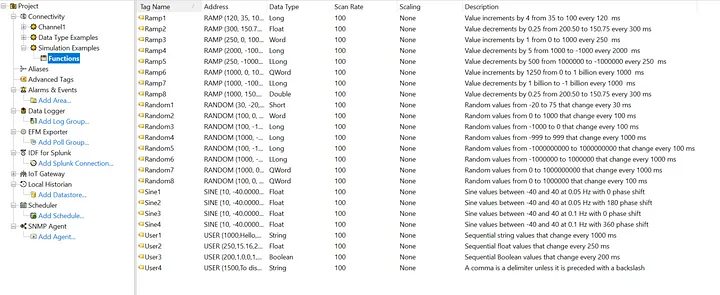 Project
Connectivity
Channel1
Data Type Examples
Simulation Examples
Functions
Aliases
Advanced Tags
Alarms & Events
Add Area...
Data Logger
Add Log Group...
EFM Exporter
Add Poll Group...
IDF for Splunk
Add Splunk Connection...
IoT Gateway
Local Historian
Add Datastore...
Scheduler
Add Schedule...
SNMP Agent
Add Agent...
Tag Name Address Data Type Scan Rate Scaling Description
Ramp1 RAMP (120, 35, 10... Long 100 None Value increments by 4 from 35 to 100 every 120 ms
Ramp2 RAMP (300, 150.7... Float 100 None Value decrements by 0.25 from 200.50 to 150.75 every 300 ms
Ramp3 RAMP (250, 0, 100... Word 100 None Value increments by 1 from 0 to 1000 every 250 ms
Ramp4 RAMP (2000, -100... Long 100 None Value decrements by 5 from 1000 to -1000 every 2000 ms
Ramp5 RAMP (250, -1000... LLong 100 None Value decrements by 500 from 1000000 to -1000000 every 250 ms
Ramp6 RAMP (1000, 0, 10... QWord 100 None Value increments by 1250 from 0 to 1 billion every 1000 ms
Ramp7 RAMP (1000, -100... LLong 100 None Value decrements by 1 billion to -1 billion every 1000 ms
Ramp8 RAMP (1000, 150.... Double 100 None Value decrements by 0.25 from 200.50 to 150.75 every 300 ms
Random1 RANDOM (30, -20,... Short 100 None Random values from -20 to 75 that change every 30 ms
Random2 RANDOM (100, 0, ... Word 100 None Random values from 0 to 1000 that change every 100 ms
Random3 RANDOM (100, -1... Long 100 None Random values from -1000 to 0 that change every 100 ms
Random4 RANDOM (1000, -... Long 100 None Random values from -999 to 999 that change every 1000 ms
Random5 RANDOM (100, -1... LLong 100 None Random values from -1000000000 to 1000000000 that change every 100 ms
Random6 RANDOM (1000, -... LLong 100 None Random values from -1000000 to 1000000 that change every 1000 ms
Random7 RANDOM (1000, 0... QWord 100 None Random values from 0 to 1000000000 that change every 1000 ms
Random8 RANDOM (100, 0, ... QWord 100 None Random values from 0 to 1000000 that change every 100 ms
Sine1 SINE (10, -40.0000... Float 100 None Sine values between -40 and 40 at 0.05 Hz with 0 phase shift
Sine2 SINE (10, -40.0000... Float 100 None Sine values between -40 and 40 at 0.05 Hz with 180 phase shift
Sine3 SINE (10, -40.0000... Float 100 None Sine values between -40 and 40 at 0.1 Hz with 0 phase shift
Sine4 SINE (10, -40.0000... Float 100 None Sine values between -40 and 40 at 0.1 Hz with 360 phase shift
User1 USER (1000,Hello,... String 100 None Sequential string values that change every 1000 ms
User2 USER (250,15,16,2... Float 100 None Sequential float values that change every 250 ms
User3 USER (200,1,0,0,1,... Boolean 100 None Sequential Boolean values that change every 200 ms
User4 USER (1500,To dis... String 100 None A comma is a delimiter unless it is preceded with a backslash